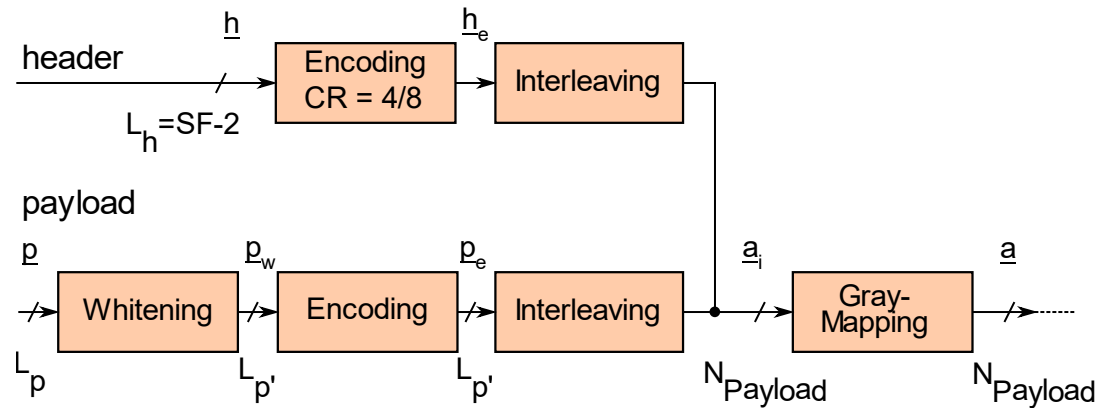 h
h_e
header
Encoding
CR = 4/8
Interleaving
L_h=SF-2
payload
p
p_w
p_e
a_i
a
Whitening
Encoding
Interleaving
Gray-
Mapping
L_p
L_p'
L_p'
N_Payload
N_Payload